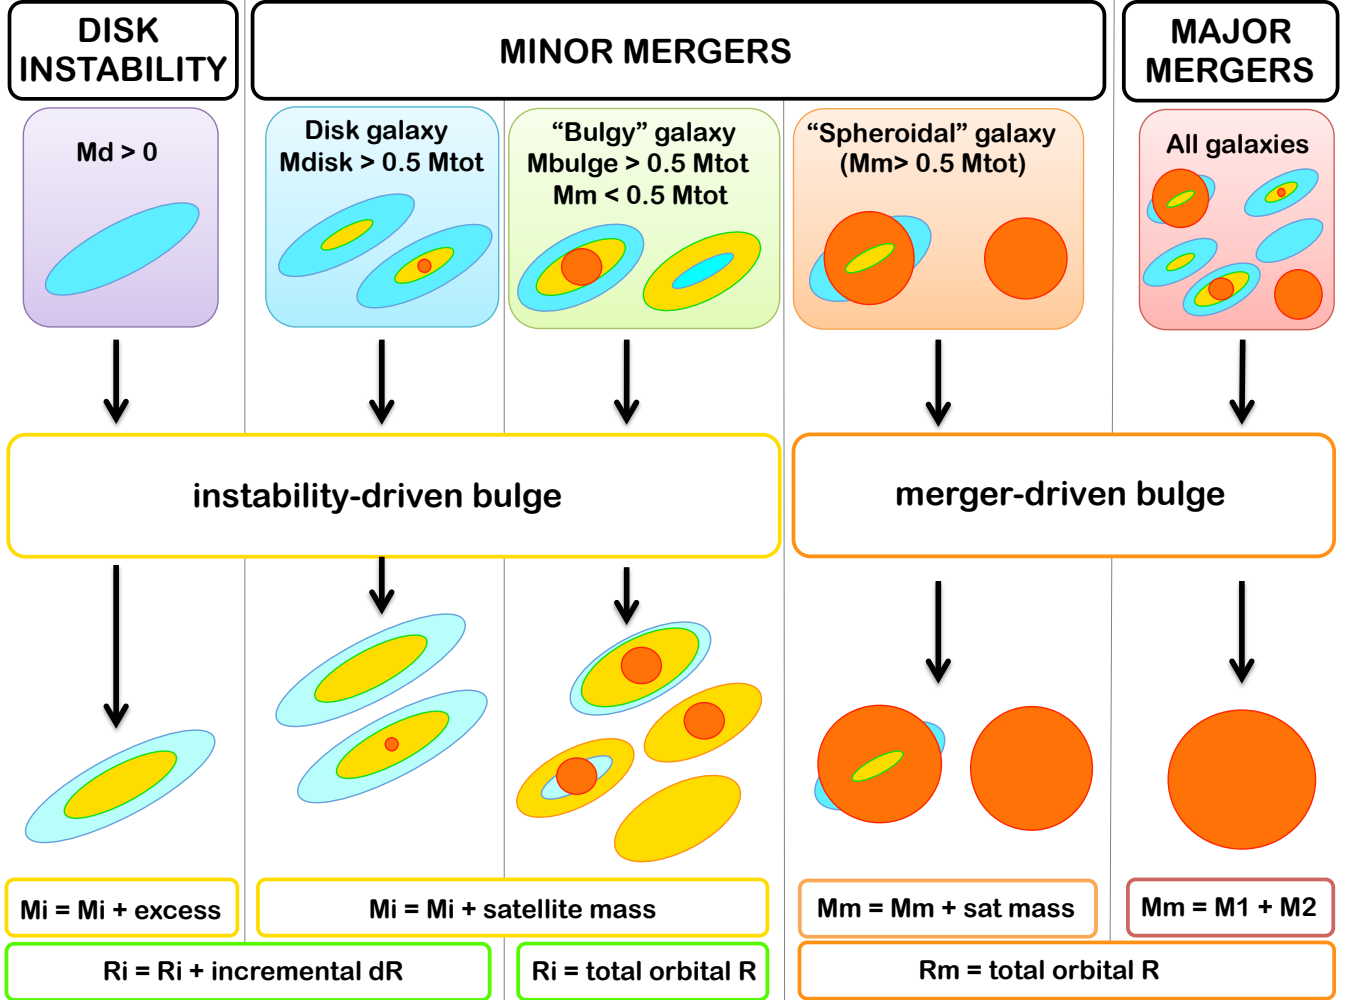 DISK
INSTABILITY
MINOR MERGERS
MAJOR
MERGERS
Md > 0
Disk galaxy
Mdisk > 0.5 Mtot
“Bulgy” galaxy
Mbulge > 0.5 Mtot
Mm < 0.5 Mtot
“Spheroidal” galaxy
(Mm> 0.5 Mtot)
All galaxies
instability-driven bulge
merger-driven bulge
Mi = Mi + excess
Mi = Mi + satellite mass
Mm = Mm + sat mass
Mm = M1 + M2
Ri = Ri + incremental dR
Ri = total orbital R
Rm = total orbital R